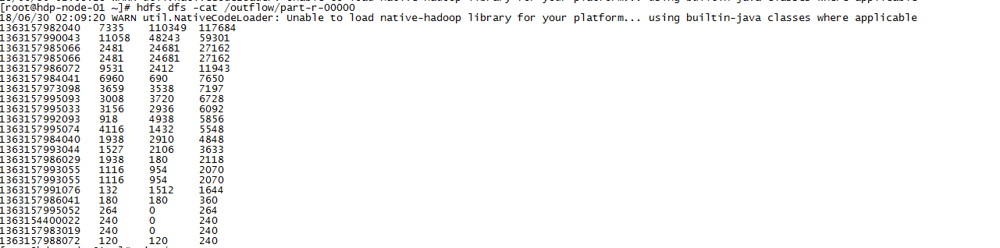 [root@hdp-node-01 ~]# hdfs dfs -cat /outflow/part-r-00000
18/06/30 02:09:20 WARN util.NativeCodeLoader: Unable to load native-hadoop library for your platform... using builtin-java classes where applicable
1363157982040 7335 110349 117684
1363157990043 11058 48243 59301
1363157985066 2481 24681 27162
1363157985066 2481 24681 27162
1363157986072 9531 2412 11943
1363157984041 6960 690 7650
1363157973098 3659 3538 7197
1363157995093 3008 3720 6728
1363157995033 3156 2936 6092
1363157992093 918 4938 5856
1363157995074 4116 1432 5548
1363157984040 1938 2910 4848
1363157993044 1527 2106 3633
1363157986029 1938 180 2118
1363157993055 1116 954 2070
1363157993055 1116 954 2070
1363157991076 132 1512 1644
1363157986041 180 180 360
1363157995052 264 0 264
1363154400022 240 0 240
1363157983019 240 0 240
1363157988072 120 120 240